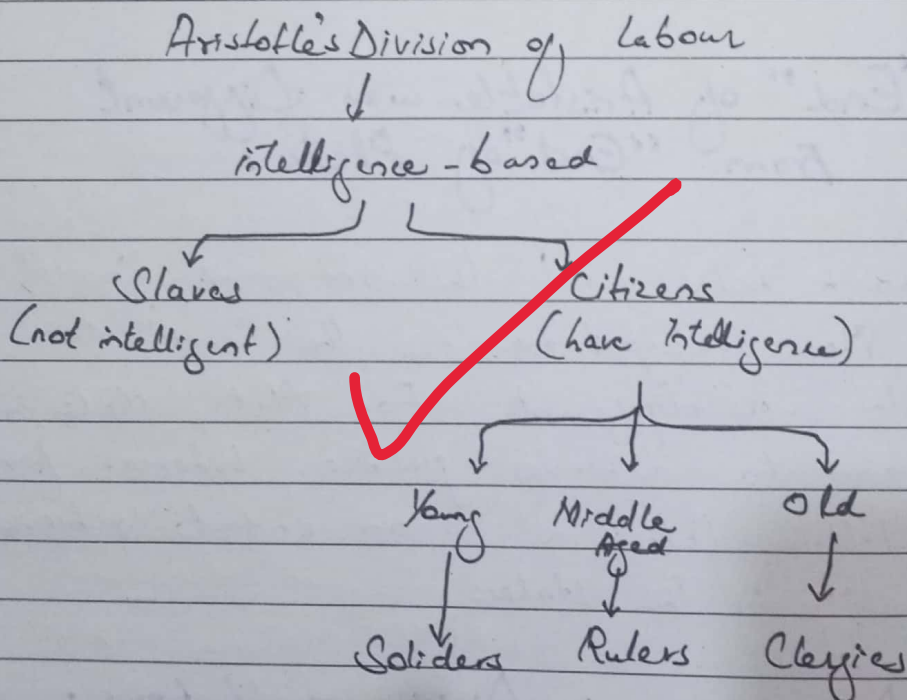 Aristotle's Division of Labour
intelligence-based
Slaves Citizens
(not intelligent) (have Intelligence)
Young Middle Old
Aged
Soliders Rulers Clergies